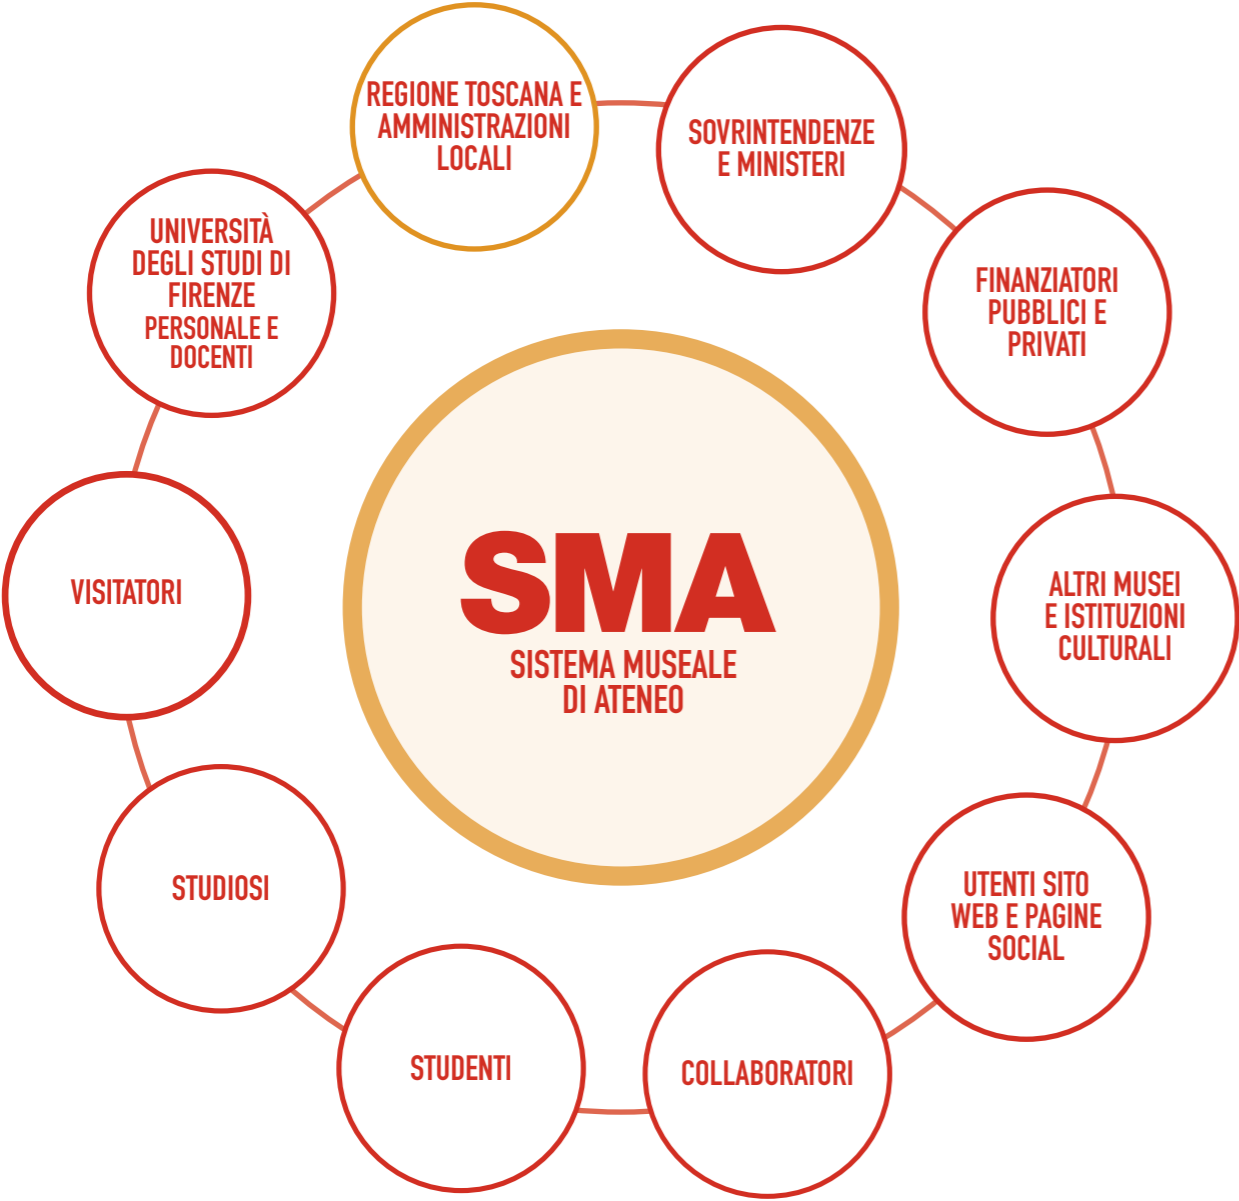 REGIONE TOSCANA E
AMMINISTRAZIONI
LOCALI
SOVRINTENDENZE
E MINISTERI
FINANZIATORI
PUBBLICI E
PRIVATI
ALTRI MUSEI
E ISTITUZIONI
CULTURALI
UTENTI SITO
WEB E PAGINE
SOCIAL
COLLABORATORI
STUDENTI
STUDIOSI
VISITATORI
UNIVERSITÀ
DEGLI STUDI DI
FIRENZE
PERSONALE E
DOCENTI
SMA
SISTEMA MUSEALE
DI ATENEO